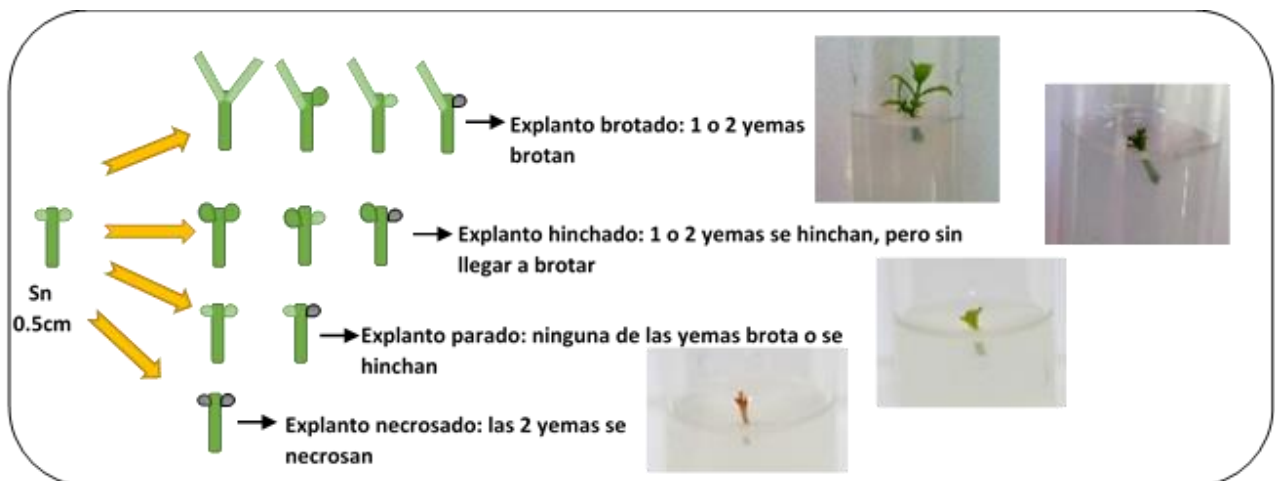 Explanto brotado: 1 o 2 yemas
brotan
Explanto hinchado: 1 o 2 yemas se hinchan, pero sin
llegar a brotar
Sn
0.5cm
Explanto parado: ninguna de las yemas brota o se
hinchan
Explanto necrosado: las 2 yemas se
necrosan